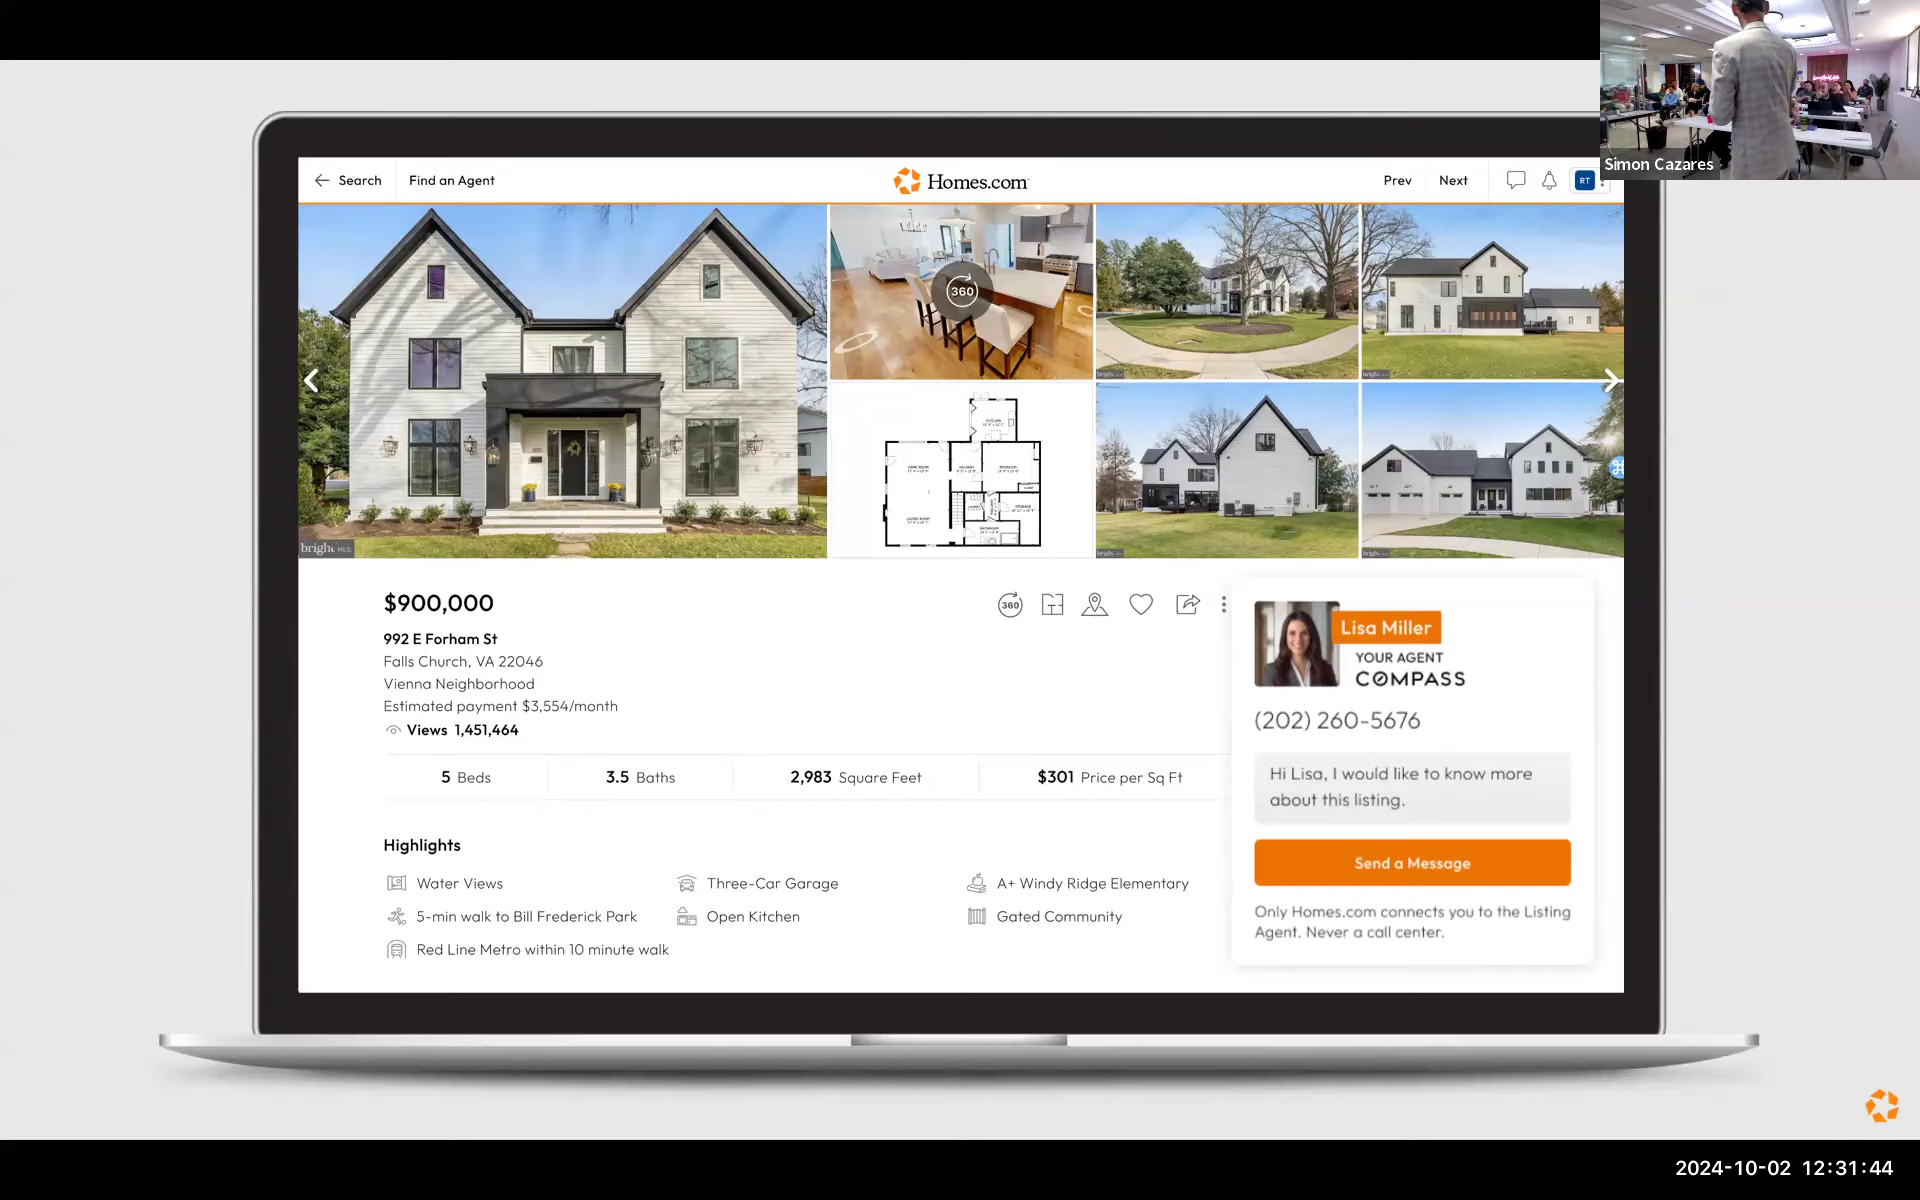 Simon Cazares
Search
Find an Agent
Homes.com
Prev
Next
RT
360
bright MLS
$900,000
992 E Forham St
Falls Church, VA 22046
Vienna Neighborhood
Estimated payment $3,554/month
Views 1,451,464
360
5 Beds
3.5 Baths
2,983 Square Feet
$301 Price per Sq Ft
Highlights
Water Views
Three-Car Garage
A+ Windy Ridge Elementary
5-min walk to Bill Frederick Park
Open Kitchen
Gated Community
Red Line Metro within 10 minute walk
Lisa Miller
YOUR AGENT
COMPASS
(202) 260-5676
Hi Lisa, I would like to know more
about this listing.
Send a Message
Only Homes.com connects you to the Listing
Agent. Never a call center.
2024-10-02 12:31:44